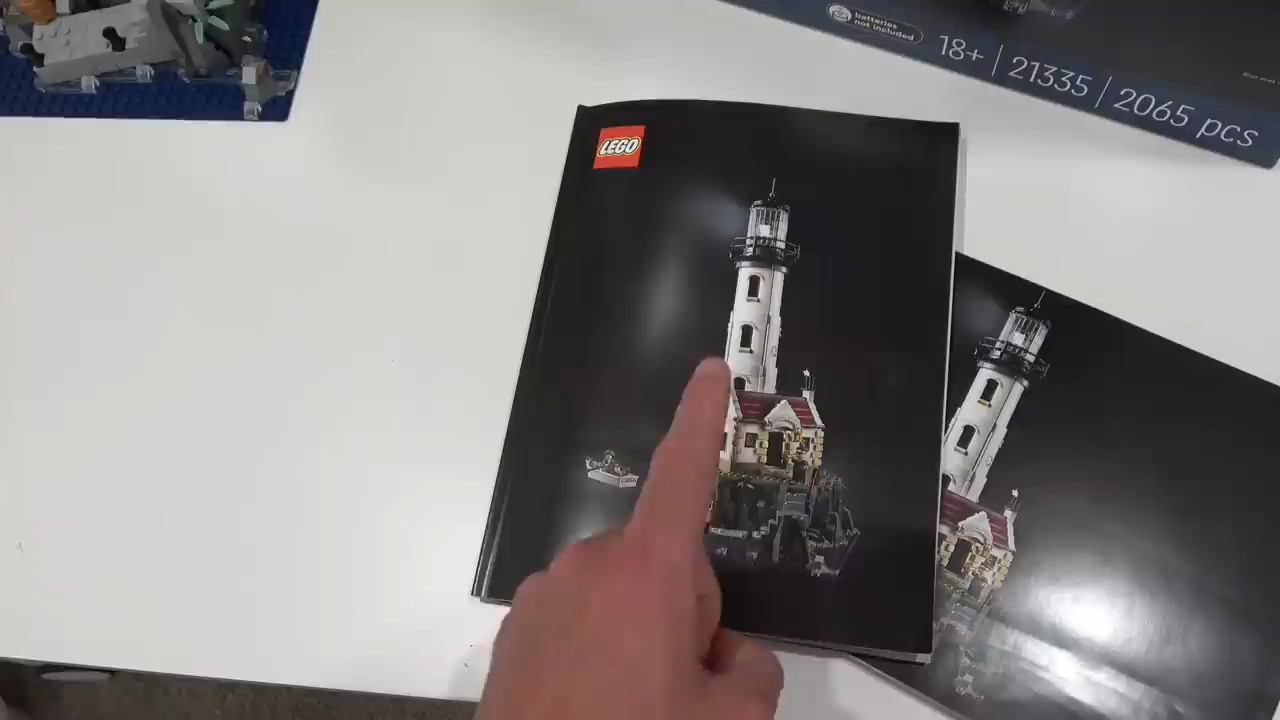 batteries
not included
18+ | 21335 | 2065 pcs
LEGO